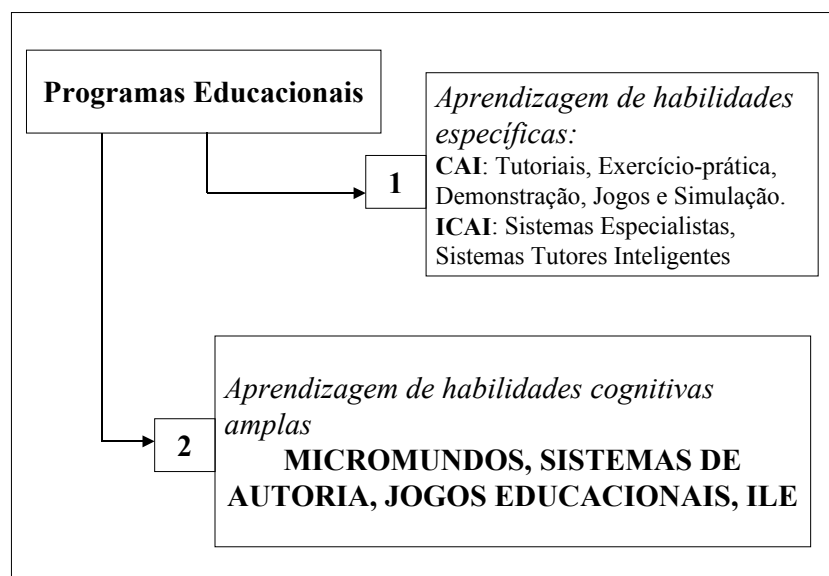 Programas Educacionais
1
Aprendizagem de habilidades
específicas:
CAI: Tutoriais, Exercício-prática,
Demonstração, Jogos e Simulação.
ICAI: Sistemas Especialistas,
Sistemas Tutores Inteligentes
2
Aprendizagem de habilidades cognitivas
amplas
MICROMUNDOS, SISTEMAS DE
AUTORIA, JOGOS EDUCACIONAIS, ILE